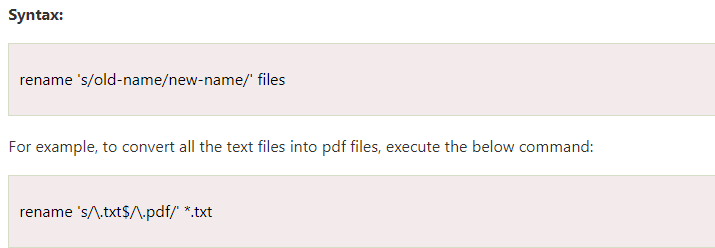 Syntax:
rename 's/old-name/new-name/' files
For example, to convert all the text files into pdf files, execute the below command:
rename 's/\.txt$/\.pdf/' *.txt